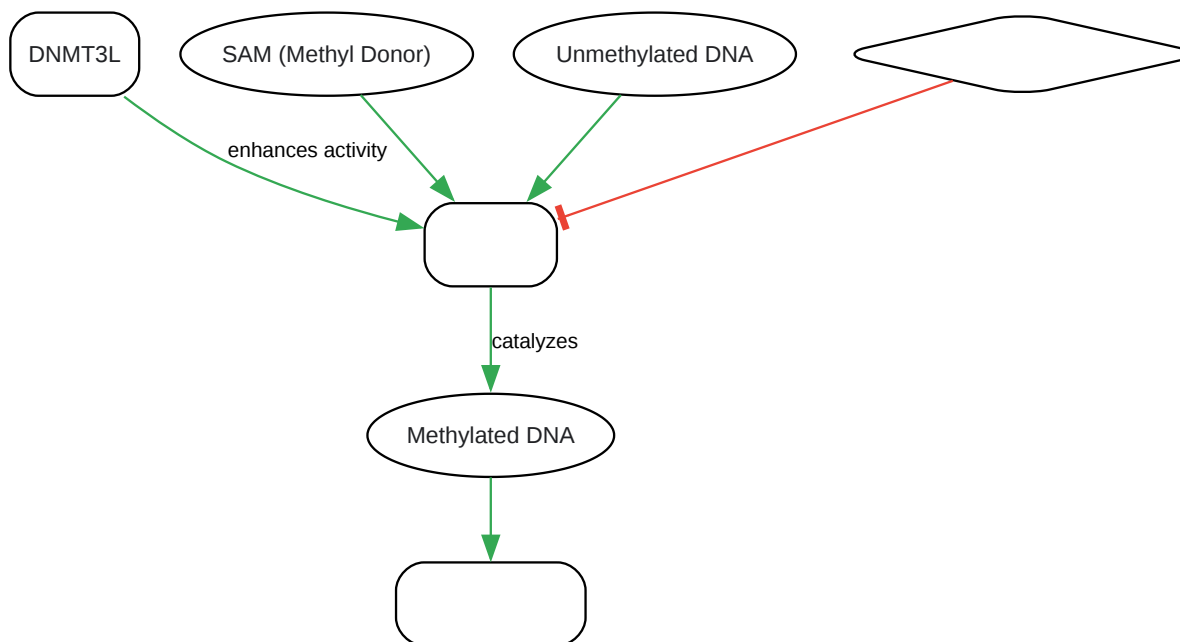 DNMT3L
SAM (Methyl Donor)
Unmethylated DNA
enhances activity
catalyzes
Methylated DNA